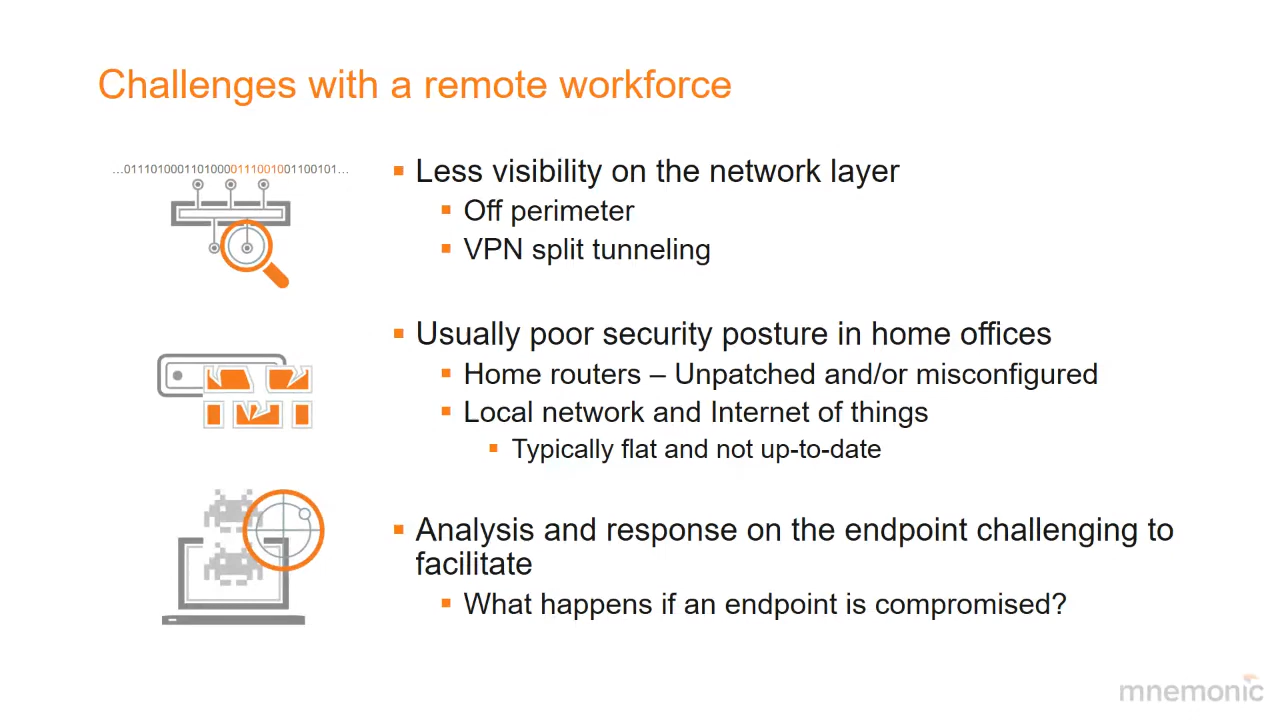 Challenges with a remote workforce
...01110100011010000111001001100101...
Less visibility on the network layer
Off perimeter
VPN split tunneling
Usually poor security posture in home offices
Home routers – Unpatched and/or misconfigured
Local network and Internet of things
Typically flat and not up-to-date
Analysis and response on the endpoint challenging to
facilitate
What happens if an endpoint is compromised?
mnemonic